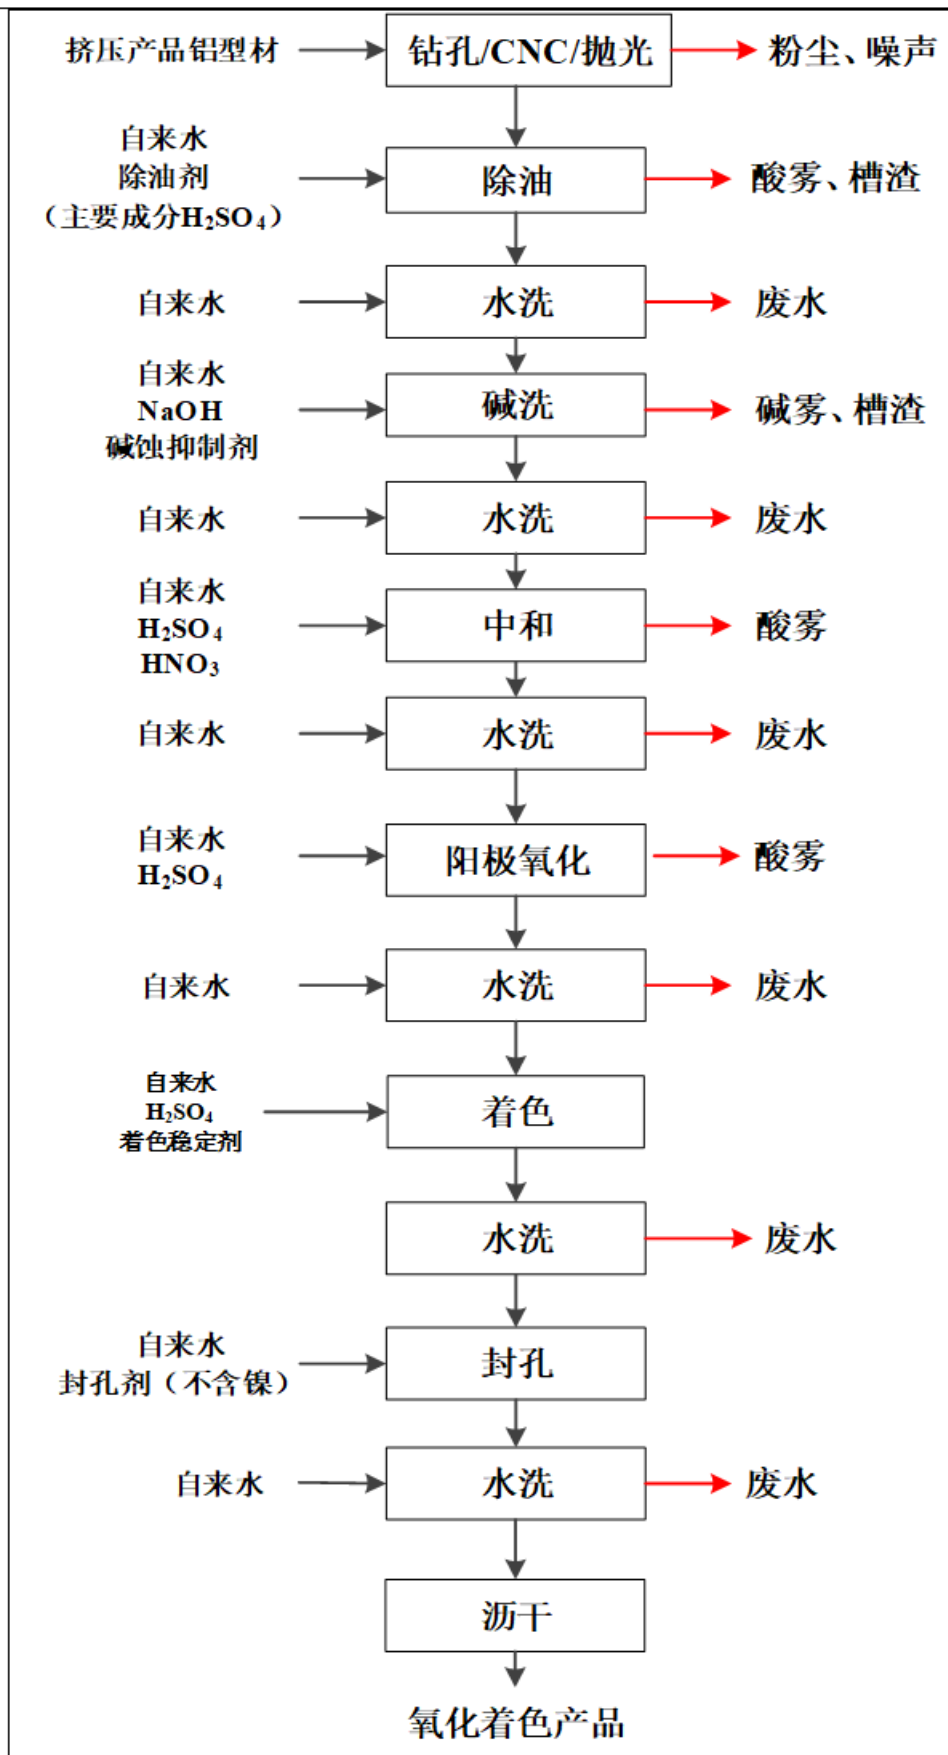 挤压产品铝型材
钻孔/CNC/抛光
粉尘、噪声
自来水
除油剂
（主要成分H₂SO₄）
除油
酸雾、槽渣
自来水
水洗
废水
自来水
NaOH
碱蚀抑制剂
碱洗
碱雾、槽渣
自来水
水洗
废水
自来水
H₂SO₄
HNO₃
中和
酸雾
自来水
水洗
废水
自来水
H₂SO₄
阳极氧化
酸雾
自来水
水洗
废水
自来水
H₂SO₄
着色稳定剂
着色
水洗
废水
自来水
封孔剂（不含镍）
封孔
自来水
水洗
废水
沥干
氧化着色产品